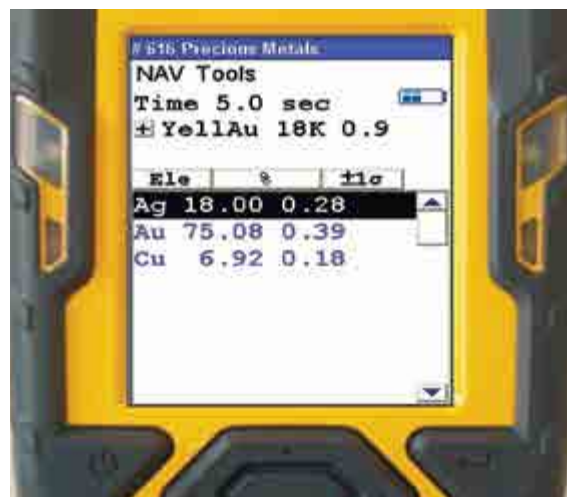 # 616 Precious Metals
NAV Tools
Time 5.0 sec
+ YellAu 18K 0.9
Ele % ±1σ
Ag 18.00 0.28
Au 75.08 0.39
Cu 6.92 0.18